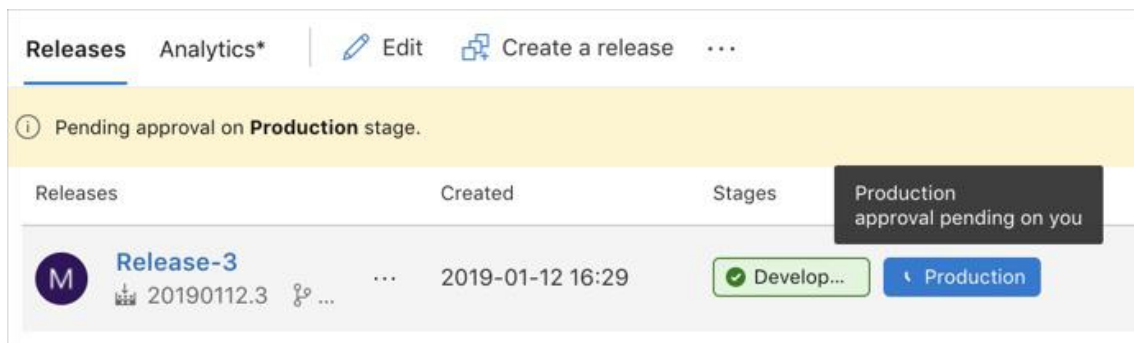 Releases Analytics* Edit Create a release ...
Pending approval on Production stage.
Releases Created Stages
Production
approval pending on you
M Release-3 ... 2019-01-12 16:29 Develop... Production
20190112.3 ...